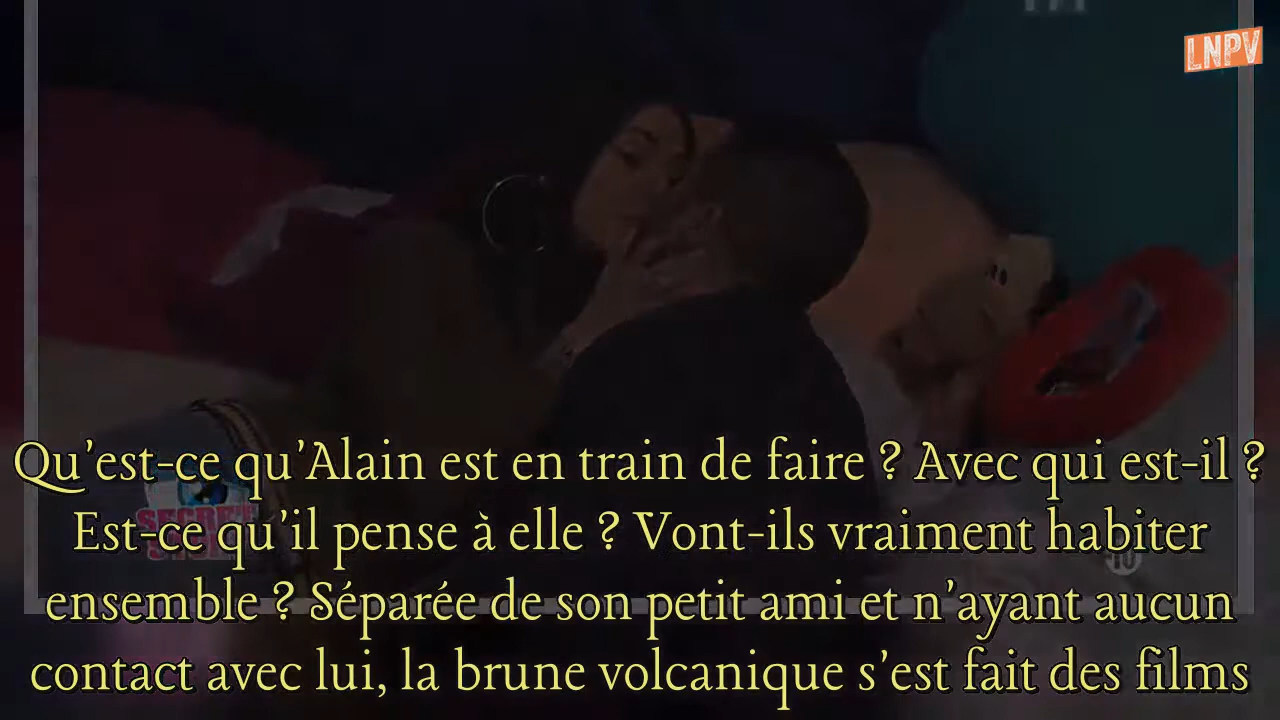 LNPV
Qu'est-ce qu'Alain est en train de faire ? Avec qui est-il ?
Est-ce qu'il pense à elle ? Vont-ils vraiment habiter
ensemble ? Séparée de son petit ami et n'ayant aucun
contact avec lui, la brune volcanique s'est fait des films
SECRET